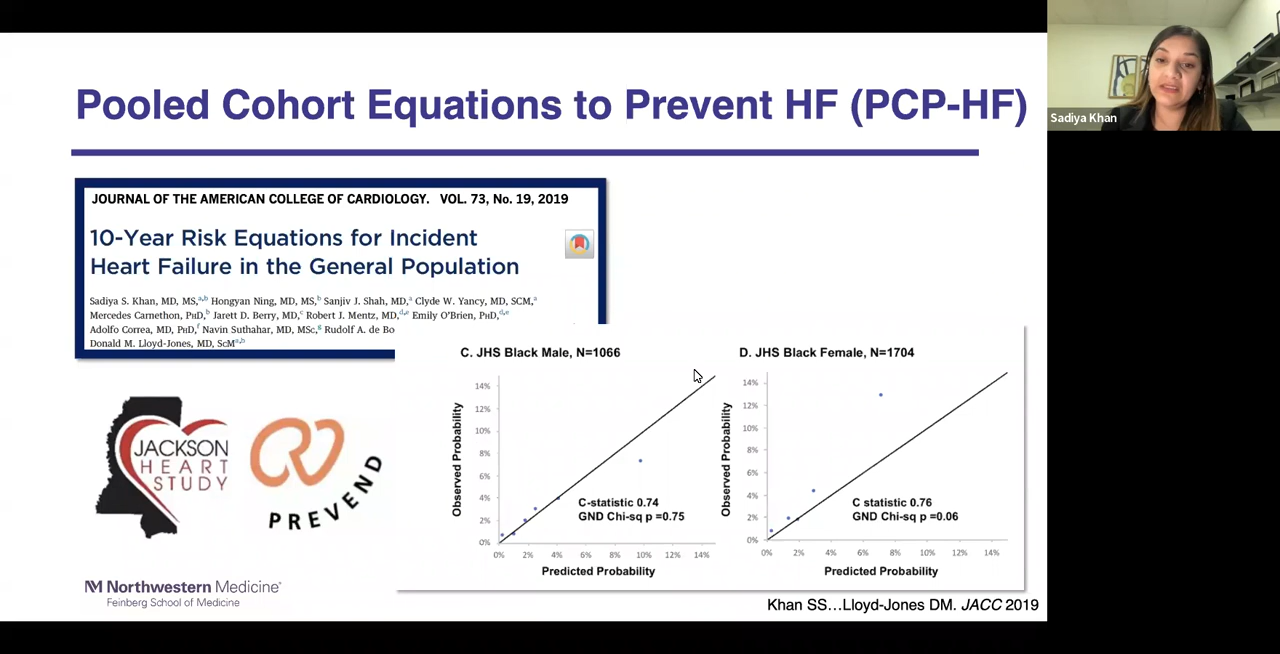 Pooled Cohort Equations to Prevent HF (PCP-HF)
Sadiya Khan
JOURNAL OF THE AMERICAN COLLEGE OF CARDIOLOGY. VOL. 73, No. 19, 2019
10-Year Risk Equations for Incident
Heart Failure in the General Population
Sadiya S. Khan, MD, MS,a,b Hongyan Ning, MD, MS,b Sanjiv J. Shah, MD,a Clyde W. Yancy, MD, SCM,a
Mercedes Carnethon, PhD,b Jarett D. Berry, MD,c Robert J. Mentz, MD,d,e Emily O'Brien, PhD,d,e
Adolfo Correa, MD, PhD,f Navin Suthahar, MD, MSc,g Rudolf A. de Bo
Donald M. Lloyd-Jones, MD, ScMa,b
JACKSON
HEART
STUDY
PREVEND
C. JHS Black Male, N=1066
Observed Probability
14%
12%
10%
8%
6%
4%
2%
0%
C-statistic 0.74
GND Chi-sq p =0.75
0% 2% 4% 6% 8% 10% 12% 14%
Predicted Probability
D. JHS Black Female, N=1704
Observed Probability
14%
12%
10%
8%
6%
4%
2%
0%
C statistic 0.76
GND Chi-sq p =0.06
0% 2% 4% 6% 8% 10% 12% 14%
Predicted Probability
M Northwestern Medicine®
Feinberg School of Medicine
Khan SS…Lloyd-Jones DM. JACC 2019